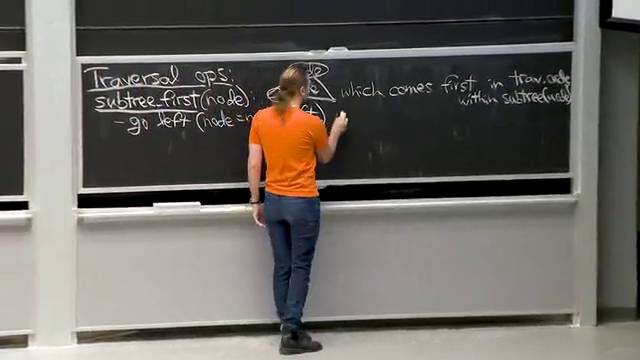 Traversal ops:
subtree_first(node): which comes first in trav. order
within subtree(node)
- go left (node =